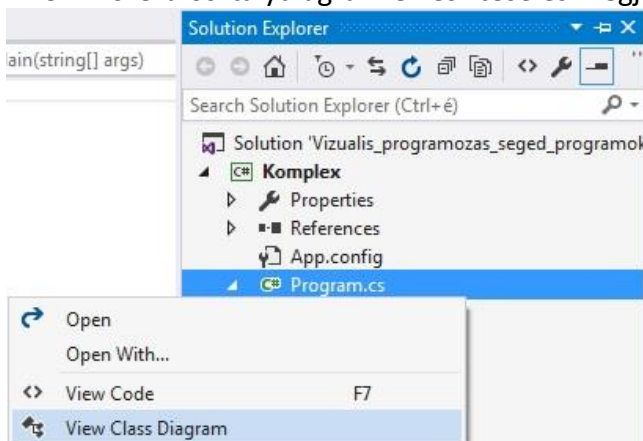 Solution Explorer
ain(string[] args)
Search Solution Explorer (Ctrl+é)
Solution 'Vizualis_programozas_seged_programok
C# Komplex
Properties
References
App.config
C# Program.cs
Open
Open With...
View Code F7
View Class Diagram